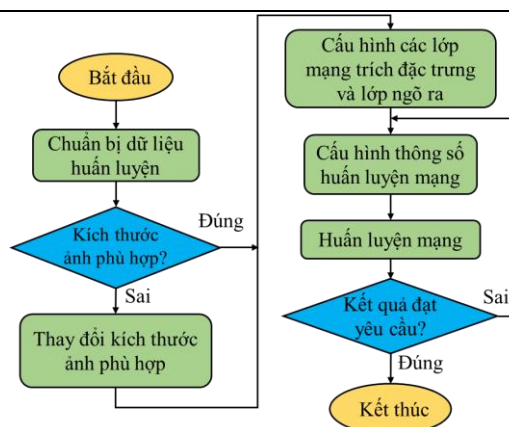 Bắt đầu
Chuẩn bị dữ liệu
huấn luyện
Kích thước
ảnh phù hợp?
Đúng
Sai
Thay đổi kích thước
ảnh phù hợp
Cấu hình các lớp
mạng trích đặc trưng
và lớp ngõ ra
Cấu hình thông số
huấn luyện mạng
Huấn luyện mạng
Kết quả đạt
yêu cầu?
Sai
Đúng
Kết thúc